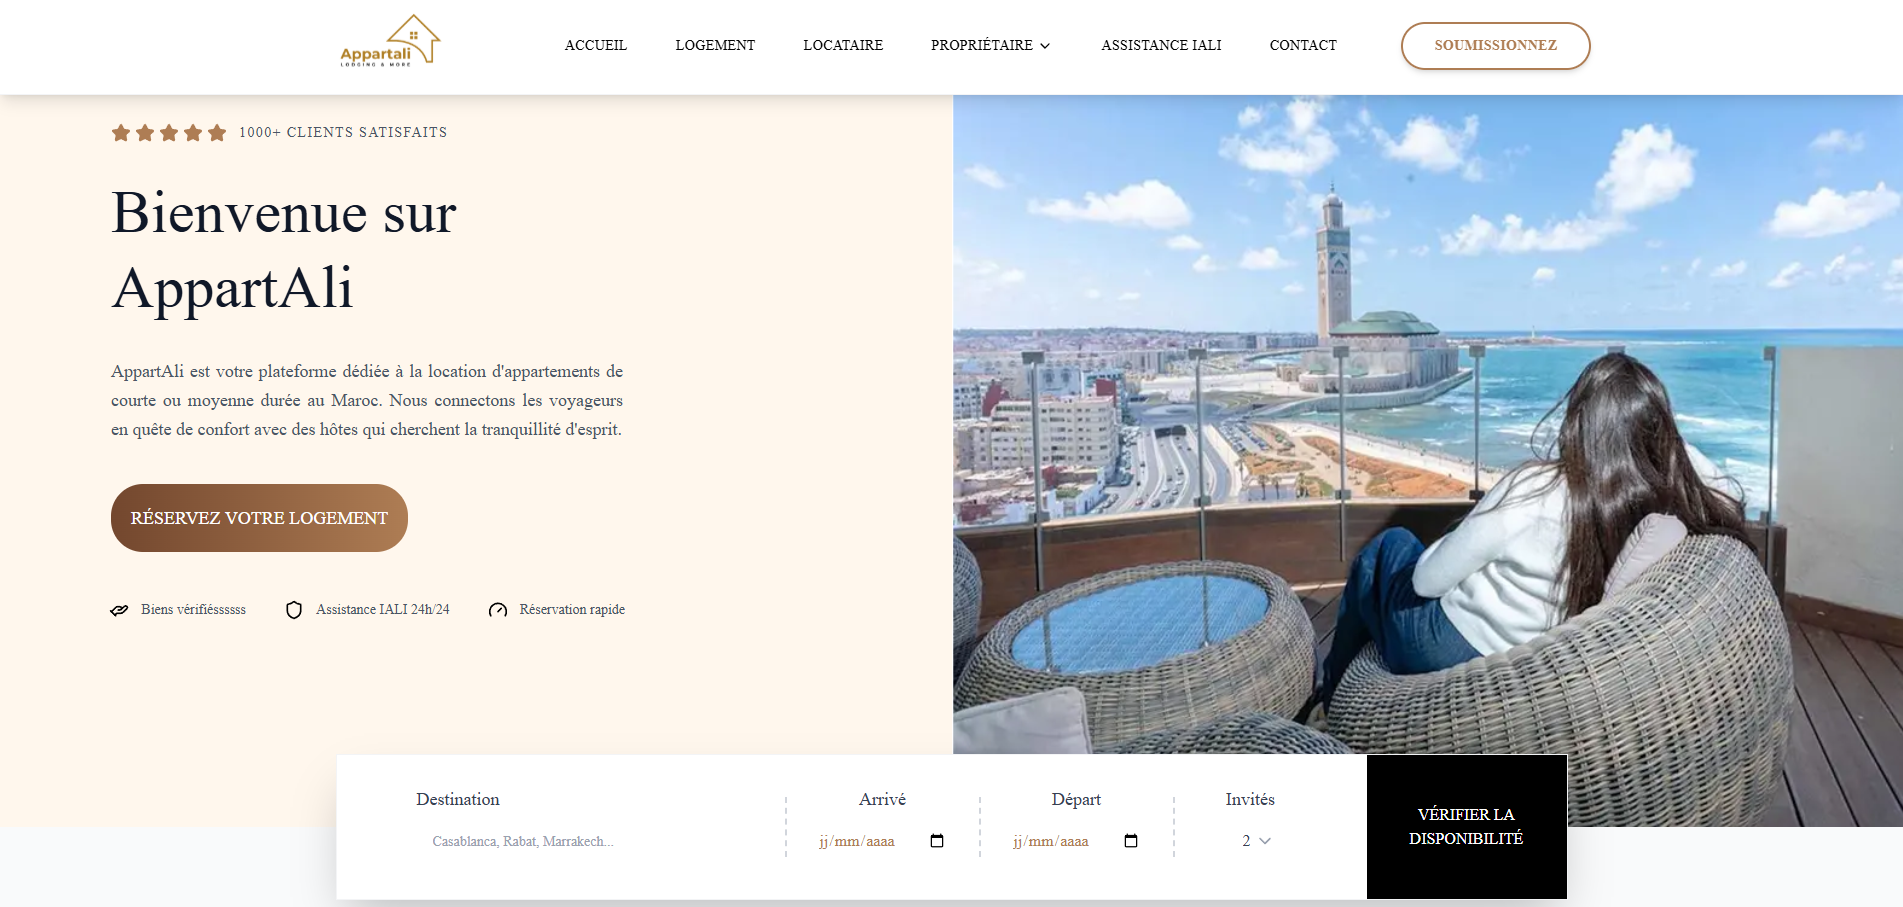 Appartali
LODGING & MORE
ACCUEIL
LOGEMENT
LOCATAIRE
PROPRIÉTAIRE
ASSISTANCE IALI
CONTACT
SOUMISSIONNEZ
1000+ CLIENTS SATISFAITS
Bienvenue sur
AppartAli
AppartAli est votre plateforme dédiée à la location d'appartements de
courte ou moyenne durée au Maroc. Nous connectons les voyageurs
en quête de confort avec des hôtes qui cherchent la tranquillité d'esprit.
RÉSERVEZ VOTRE LOGEMENT
Biens vérifiéssssss
Assistance IALI 24h/24
Réservation rapide
Destination
Casablanca, Rabat, Marrakech...
Arrivé
jj/mm/aaaa
Départ
jj/mm/aaaa
Invités
2
VÉRIFIER LA
DISPONIBILITÉ